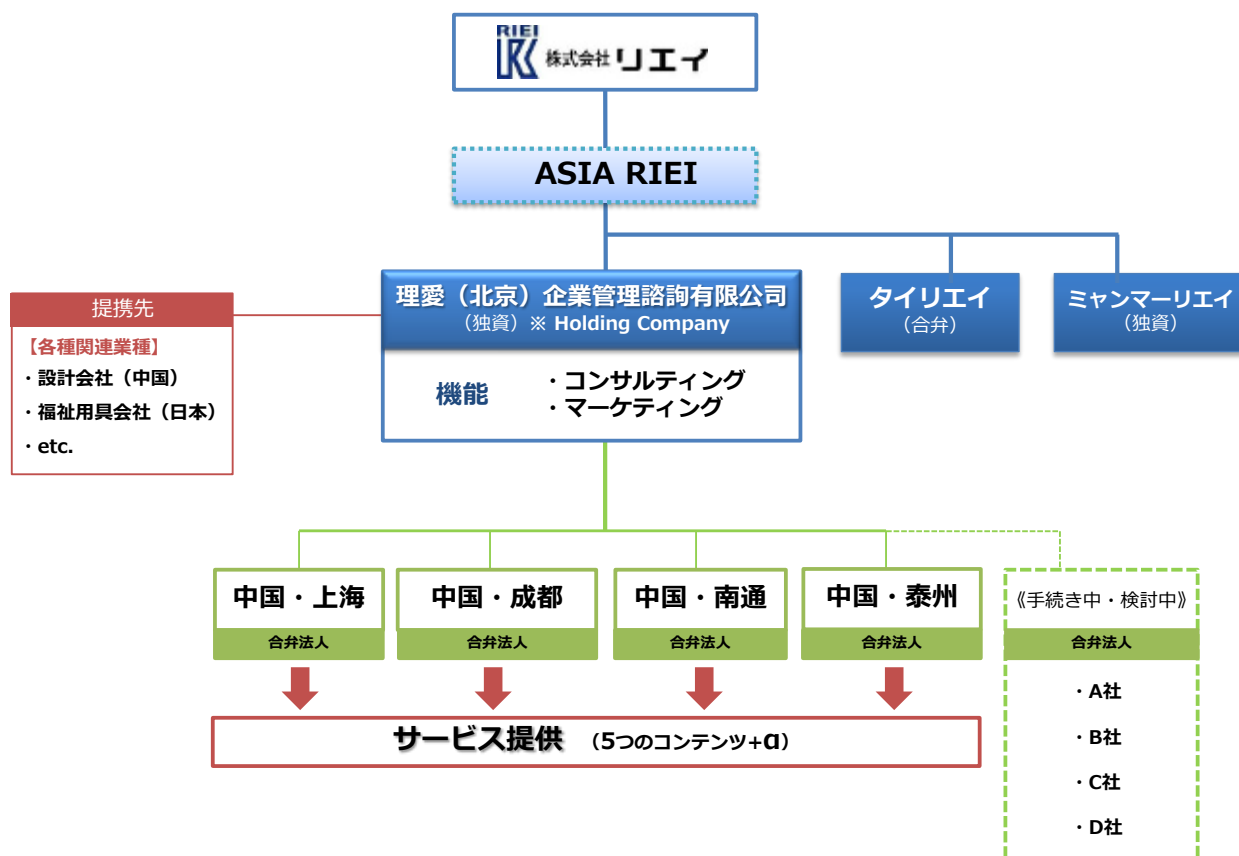 RIEI
株式会社リエイ
ASIA RIEI
理愛（北京）企業管理諮詢有限公司
（独資）※ Holding Company
機能
・コンサルティング
・マーケティング
タイリエイ
（合弁）
ミャンマーリエイ
（独資）
提携先
【各種関連業種】
・設計会社（中国）
・福祉用具会社（日本）
・etc.
中国・上海
合弁法人
中国・成都
合弁法人
中国・南通
合弁法人
中国・泰州
合弁法人
《手続き中・検討中》
合弁法人
・A社
・B社
・C社
・D社
サービス提供 （5つのコンテンツ+α）